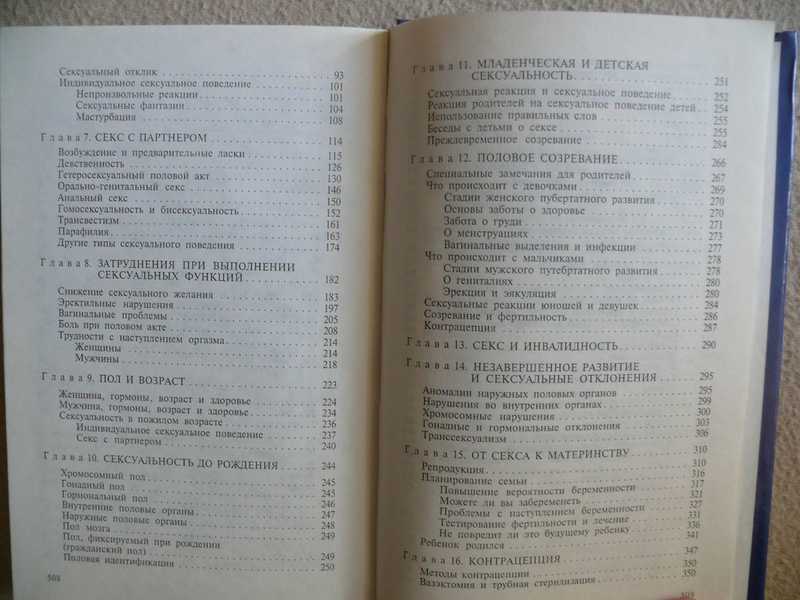 Сексуальный отклик 93
Индивидуальное сексуальное поведение 101
Непроизвольные реакции 101
Сексуальные фантазии 104
Мастурбация 108
Глава 7. СЕКС С ПАРТНЕРОМ 114
Возбуждение и предварительные ласки 115
Девственность 126
Гетеросексуальный половой акт 130
Орально-генитальный секс 146
Анальный секс 150
Гомосексуальность и бисексуальность 152
Трансвестизм 161
Парафилия 163
Другие типы сексуального поведения 174
Глава 8. ЗАТРУДНЕНИЯ ПРИ ВЫПОЛНЕНИИ
СЕКСУАЛЬНЫХ ФУНКЦИЙ 182
Снижение сексуального желания 183
Эректильные нарушения 197
Вагинальные проблемы 205
Боль при половом акте 208
Трудности с наступлением оргазма 214
Женщины 214
Мужчины 218
Глава 9. ПОЛ И ВОЗРАСТ 223
Женщина, гормоны, возраст и здоровье 224
Мужчина, гормоны, возраст и здоровье 234
Сексуальность в пожилом возрасте 236
Индивидуальное сексуальное поведение 237
Секс с партнером 240
Глава 10. СЕКСУАЛЬНОСТЬ ДО РОЖДЕНИЯ 244
Хромосомный пол 245
Гонадный пол 245
Гормональный пол 246
Внутренние половые органы 247
Наружные половые органы 248
Пол мозга 249
Пол, фиксируемый при рождении
(гражданский пол) 249
Половая идентификация 250
508
Глава 11. МЛАДЕНЧЕСКАЯ И ДЕТСКАЯ
СЕКСУАЛЬНОСТЬ 251
Сексуальная реакция и сексуальное поведение 252
Реакция родителей на сексуальное поведение детей 254
Использование правильных слов 255
Беседы с детьми о сексе 255
Преждевременное созревание 284
Глава 12. ПОЛОВОЕ СОЗРЕВАНИЕ 266
Специальные замечания для родителей 267
Что происходит с девочками 269
Стадии женского пубертатного развития 270
Основы заботы о здоровье 270
Забота о груди 271
О менструациях 273
Вагинальные выделения и инфекции 277
Что происходит с мальчиками 278
Стадии мужского путебртатного развития 278
О гениталиях 280
Эрекция и эякуляция 280
Сексуальные реакции юношей и девушек 284
Созревание и фертильность 286
Контрацепция 287
Глава 13. СЕКС И ИНВАЛИДНОСТЬ 290
Глава 14. НЕЗАВЕРШЕННОЕ РАЗВИТИЕ
И СЕКСУАЛЬНЫЕ ОТКЛОНЕНИЯ 295
Аномалии наружных половых органов 295
Нарушения во внутренних органах 299
Хромосомные нарушения 300
Гонадные и гормональные отклонения 303
Транссексуализм 306
Глава 15. ОТ СЕКСА К МАТЕРИНСТВУ 310
Репродукция 310
Планирование семьи 316
Повышение вероятности беременности 317
Можете ли вы забеременеть 321
Проблемы с наступлением беременности 327
Тестирование фертильности и лечение 331
Не повредит ли это будущему ребенку 336
Ребенок родился 341
Глава 16. КОНТРАЦЕПЦИЯ 347
Методы контрацепции 350
Вазэктомия и трубная стерилизация 350
509